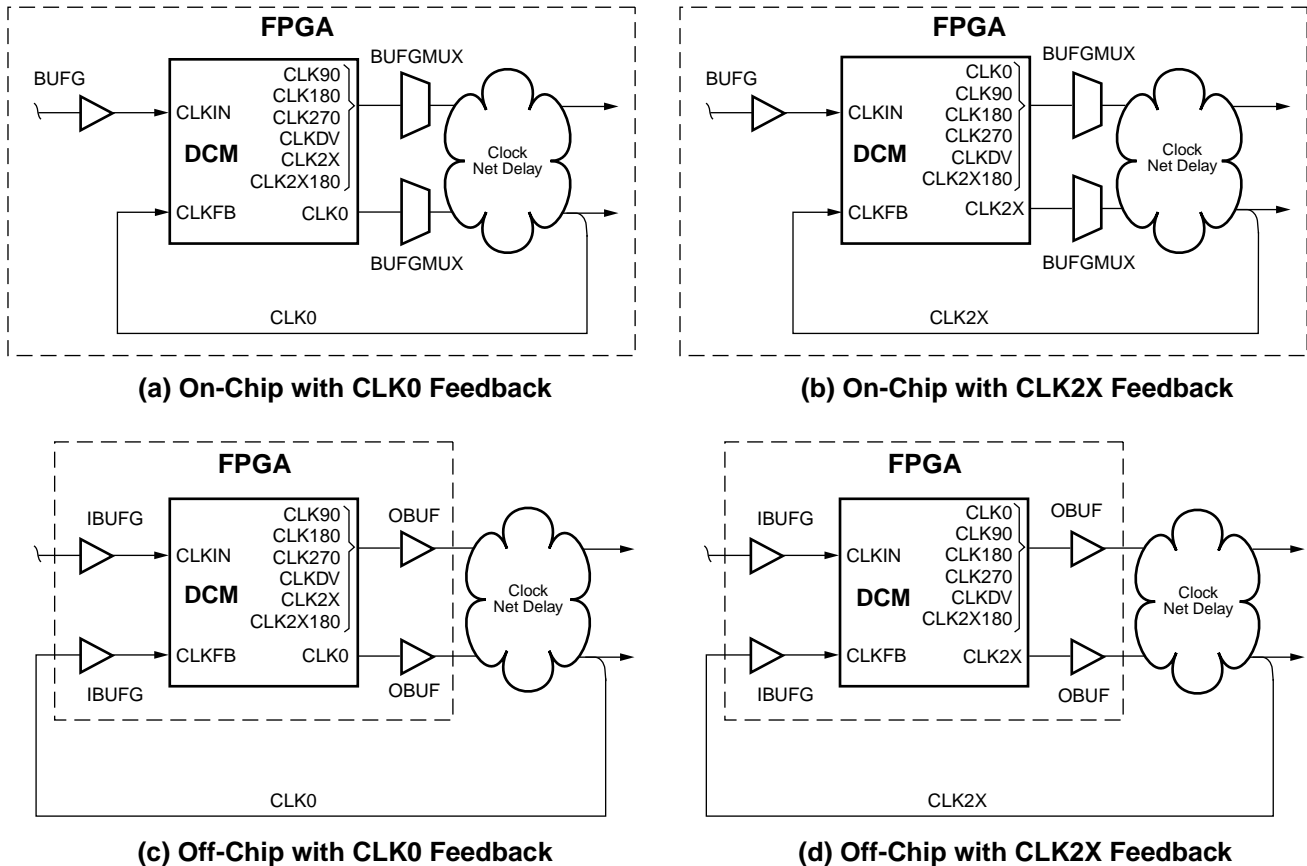 FPGA
BUFG
BUFGMUX
CLK90
CLK180
CLK270
CLKDV
CLK2X
CLK2X180
CLKIN
DCM
Clock
Net Delay
CLKFB
CLK0
BUFGMUX
CLK0
(a) On-Chip with CLK0 Feedback
FPGA
BUFG
BUFGMUX
CLK0
CLK90
CLK180
CLK270
CLKDV
CLK2X180
CLKIN
DCM
Clock
Net Delay
CLKFB
CLK2X
BUFGMUX
CLK2X
(b) On-Chip with CLK2X Feedback
FPGA
IBUFG
OBUF
CLK90
CLK180
CLK270
CLKDV
CLK2X
CLK2X180
CLKIN
DCM
Clock
Net Delay
CLKFB
CLK0
IBUFG
OBUF
CLK0
(c) Off-Chip with CLK0 Feedback
FPGA
IBUFG
OBUF
CLK0
CLK90
CLK180
CLK270
CLKDV
CLK2X180
CLKIN
DCM
Clock
Net Delay
CLKFB
CLK2X
IBUFG
OBUF
CLK2X
(d) Off-Chip with CLK2X Feedback